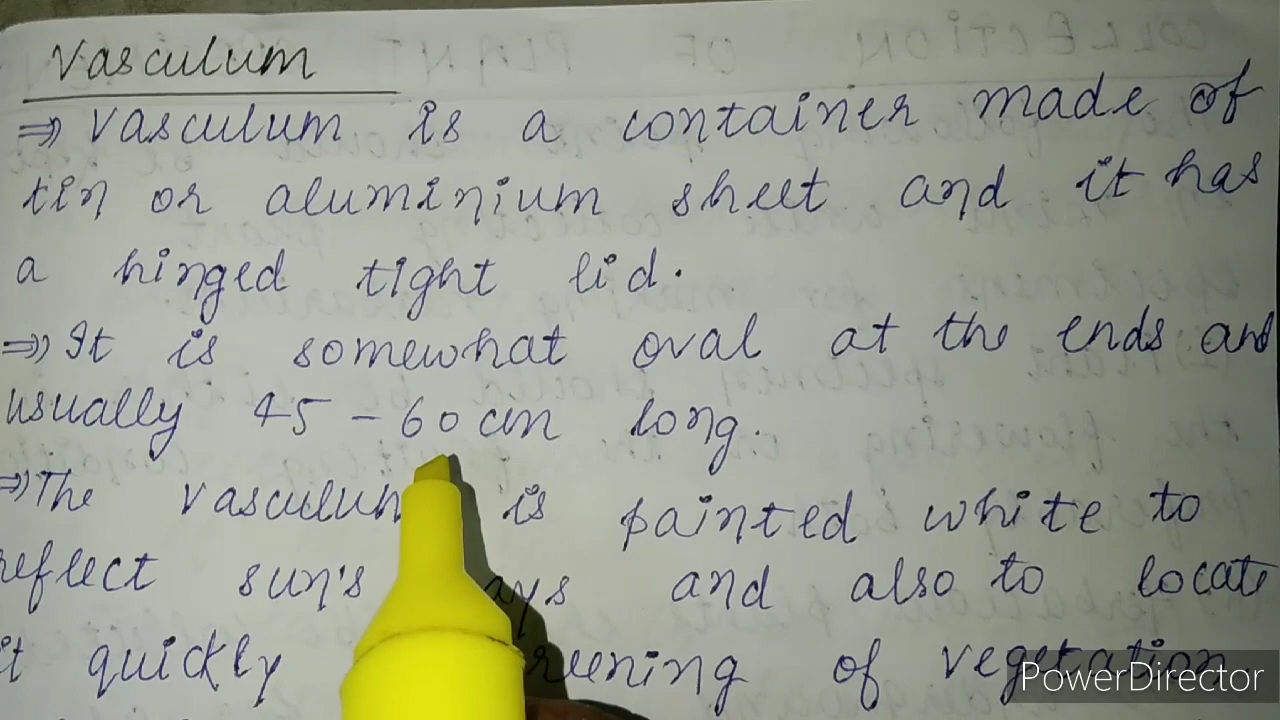 Vasculum
⇒ Vasculum is a container made of
tin or aluminium sheet and it has
a hinged tight lid.
⇒ It is somewhat oval at the ends and
usually 45 - 60 cm long.
⇒ The vasculum is painted white to
reflect sun's and also to locate
it quickly of vegetation.
PowerDirector